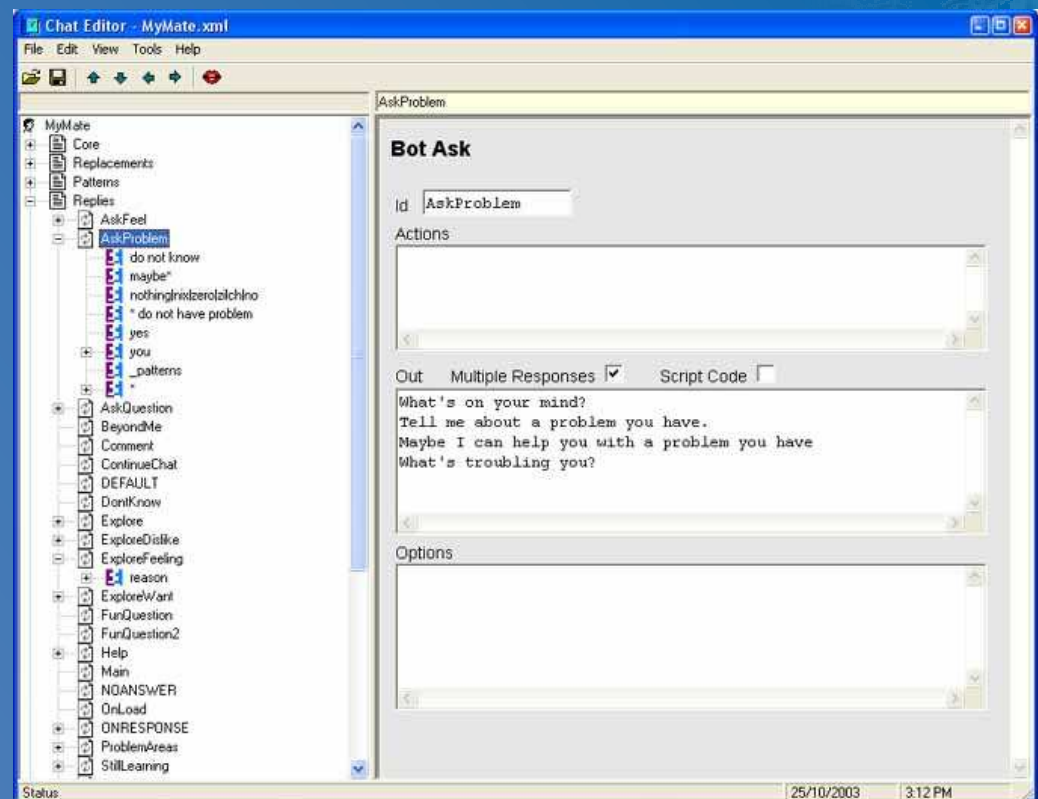 Chat Editor - MyMate.xml
File Edit View Tools Help
AskProblem
MyMate
Core
Replacements
Patterns
Replies
AskFeel
AskProblem
do not know
maybe*
nothing|nix|zero|zilch|no
* do not have problem
yes
you
_patterns
*
AskQuestion
BeyondMe
Comment
ContinueChat
DEFAULT
DontKnow
Explore
ExploreDislike
ExploreFeeling
reason
ExploreWant
FunQuestion
FunQuestion2
Help
Main
NOANSWER
OnLoad
ONRESPONSE
ProblemAreas
StillLearning
Bot Ask
Id AskProblem
Actions
Out Multiple Responses Script Code
What's on your mind?
Tell me about a problem you have.
Maybe I can help you with a problem you have
What's troubling you?
Options
Status 25/10/2003 3:12 PM